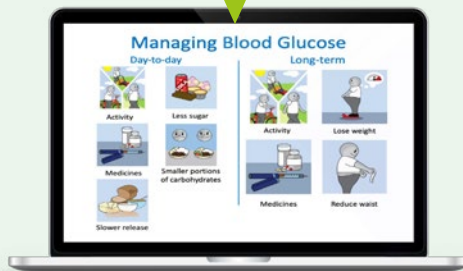 Managing Blood Glucose
Day-to-day
Long-term
Activity
Less sugar
Activity
Lose weight
Medicines
Smaller portions
of carbohydrates
Medicines
Reduce waist
Slower release